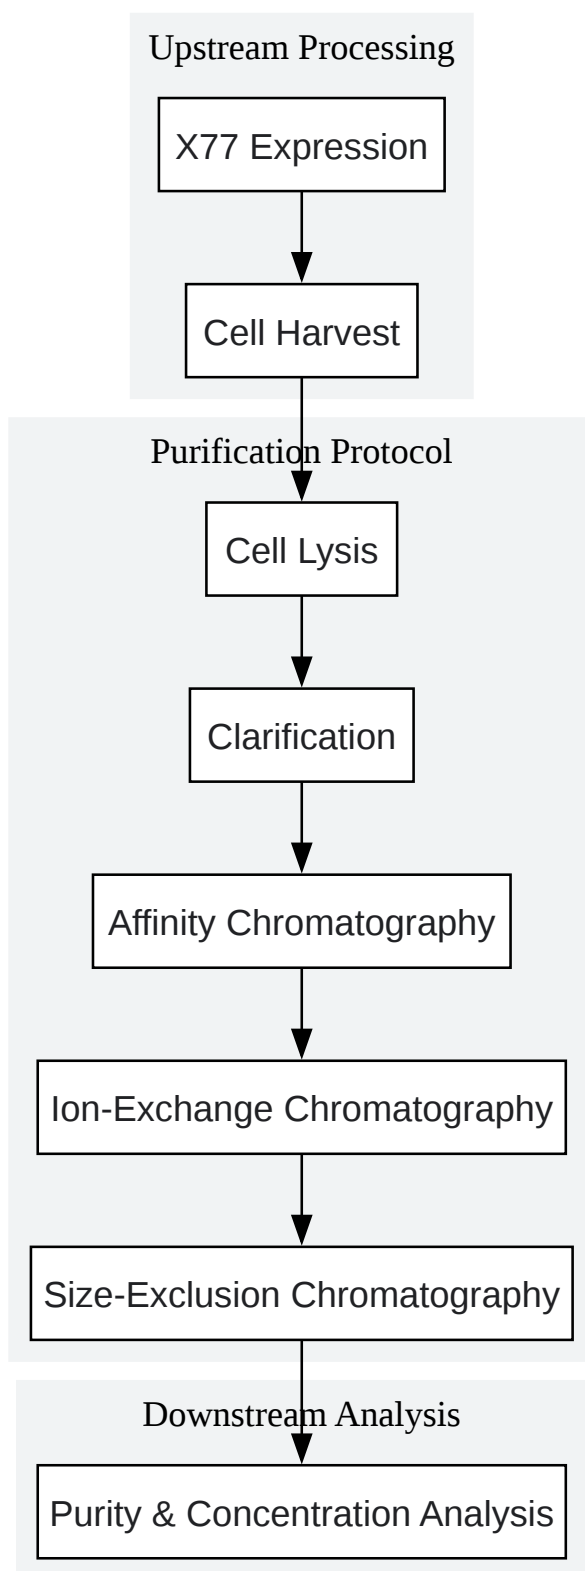 Upstream Processing
X77 Expression
Cell Harvest
Purification Protocol
Cell Lysis
Clarification
Affinity Chromatography
Ion-Exchange Chromatography
Size-Exclusion Chromatography
Downstream Analysis
Purity & Concentration Analysis